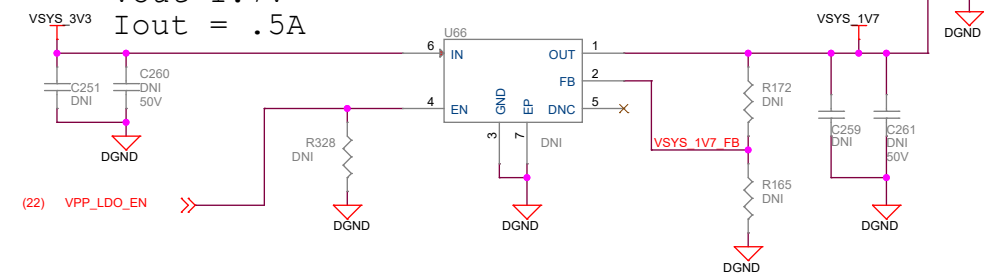 VSYS_3V3
Iout = .5A
VSYS_1V7
DGND
U66
6 IN
OUT 1
C260
DNI
50V
C251
DNI
FB 2
R172
DNI
4 EN
GND
EP
DNC 5
3
7
DNI
C259
DNI
C261
DNI
50V
R328
DNI
VSYS_1V7_FB
DGND
R165
DNI
(22) VPP_LDO_EN
DGND
DGND
DGND
DGND